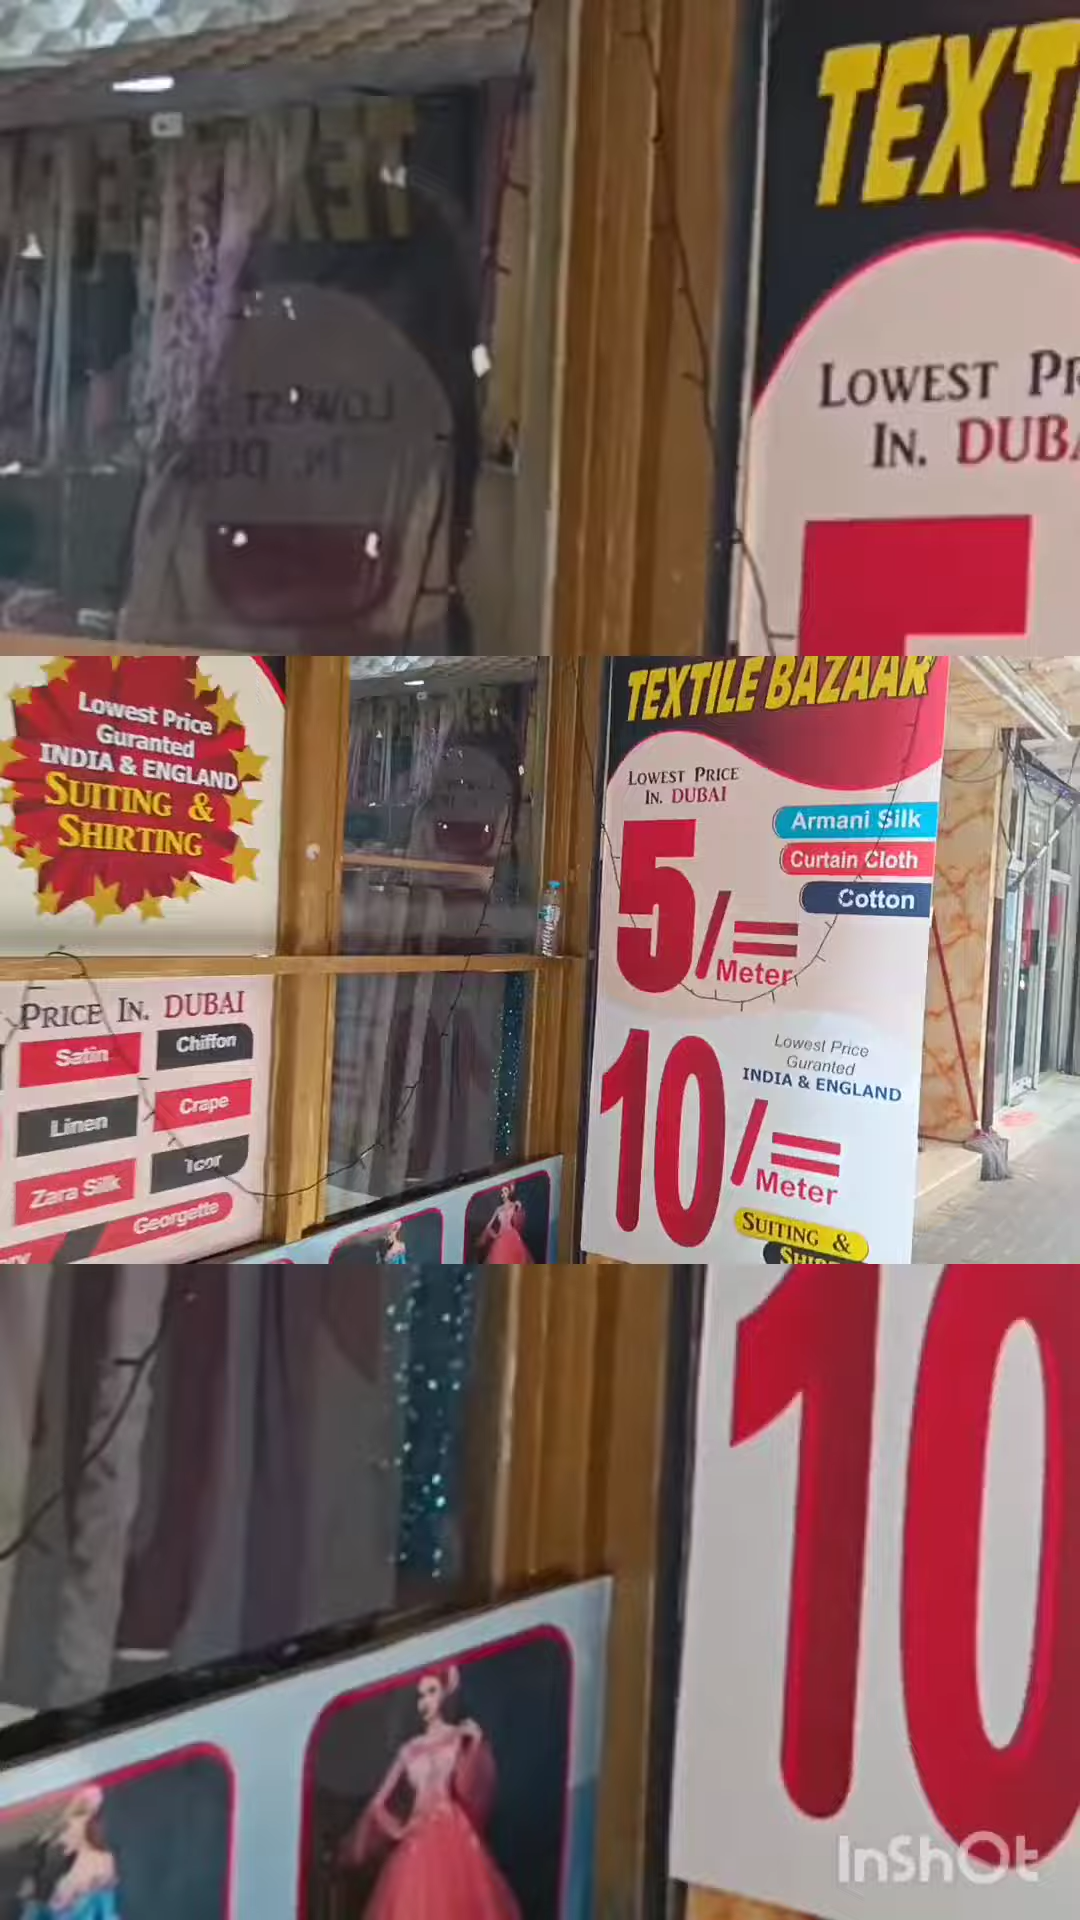 TEXT
LOWEST PR
IN. DUBA
Lowest Price
Guranted
INDIA & ENGLAND
SUITING &
SHIRTING
PRICE IN. DUBAI
Satin
Chiffon
Linen
Crape
Zara Silk
Icor
Georgette
TEXTILE BAZAAR
LOWEST PRICE
IN. DUBAI
Armani Silk
Curtain Cloth
Cotton
5/=
Meter
Lowest Price
Guranted
INDIA & ENGLAND
10/=
Meter
SUITING &
10
InShOt